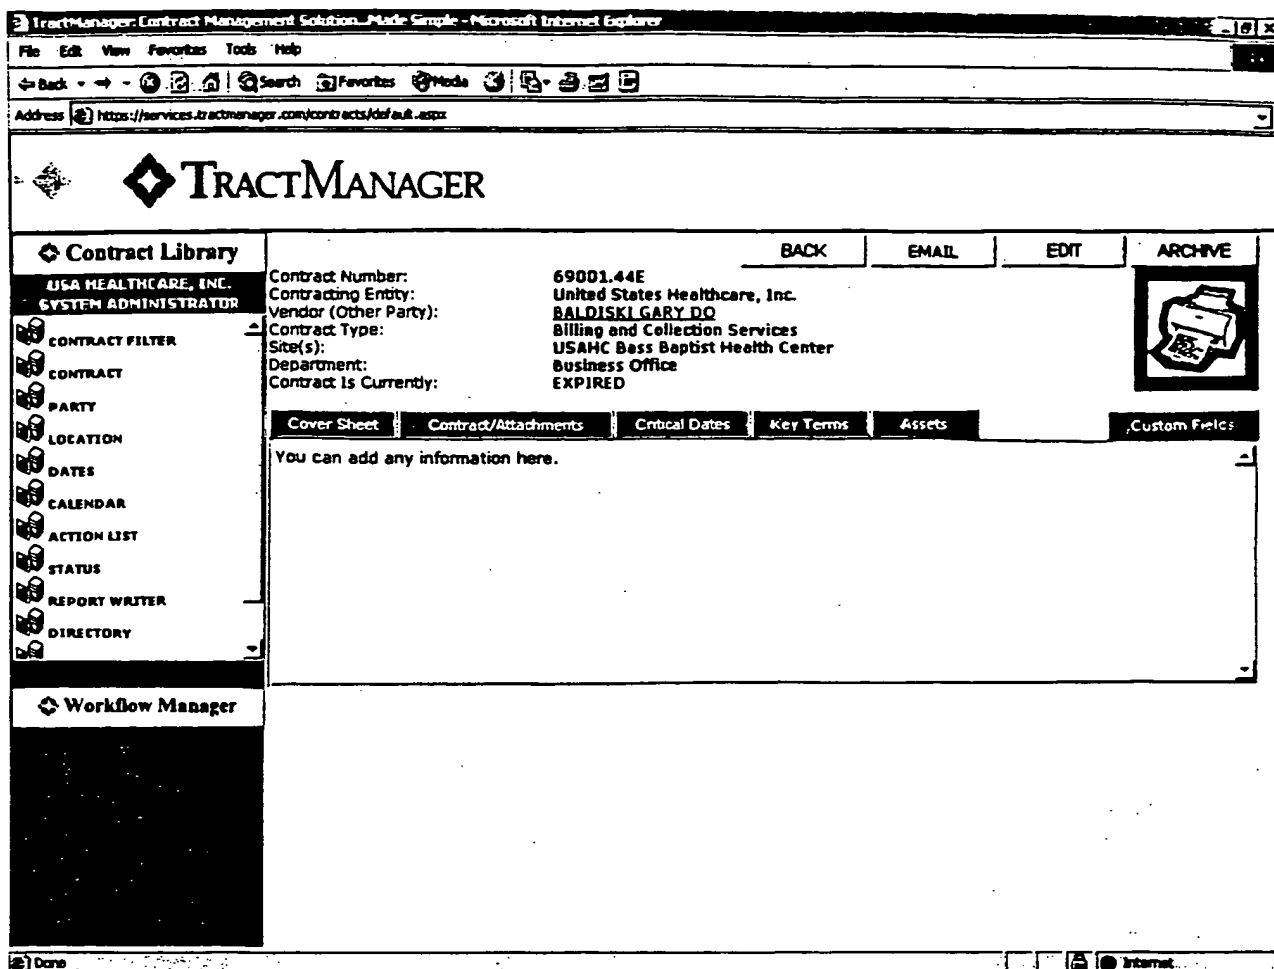 TractManager: Contract Management Solution...Made Simple - Microsoft Internet Explorer
File Edit View Favorites Tools Help
Back Search Favorites Media
Address https://services.tractmanager.com/contracts/default.aspx
TRACTMANAGER
Contract Library
USA HEALTHCARE, INC.
SYSTEM ADMINISTRATOR
CONTRACT FILTER
CONTRACT
PARTY
LOCATION
DATES
CALENDAR
ACTION LIST
STATUS
REPORT WRITER
DIRECTORY
Workflow Manager
BACK EMAIL EDIT ARCHIVE
Contract Number: 69001.44E
Contracting Entity: United States Healthcare, Inc.
Vendor (Other Party): BALDISKI GARY DO
Contract Type: Billing and Collection Services
Site(s): USAHC Bass Baptist Health Center
Department: Business Office
Contract Is Currently: EXPIRED
Cover Sheet Contract/Attachments Critical Dates Key Terms Assets Custom Fields
You can add any information here.
Done Internet